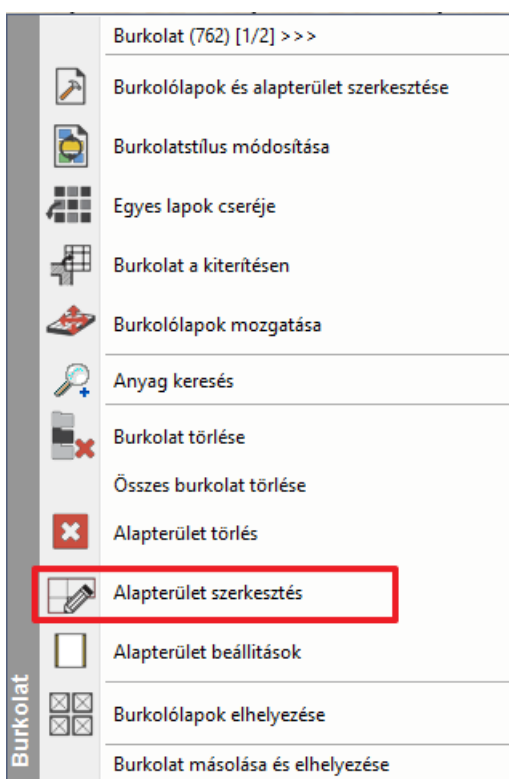 Burkolat (762) [1/2] >>>
Burkolólapok és alapterület szerkesztése
Burkolatstílus módosítása
Egyes lapok cseréje
Burkolat a kiterítésen
Burkolólapok mozgatása
Anyag keresés
Burkolat törlése
Összes burkolat törlése
Alapterület törlés
Alapterület szerkesztés
Alapterület beállítások
Burkolólapok elhelyezése
Burkolat másolása és elhelyezése
Burkolat